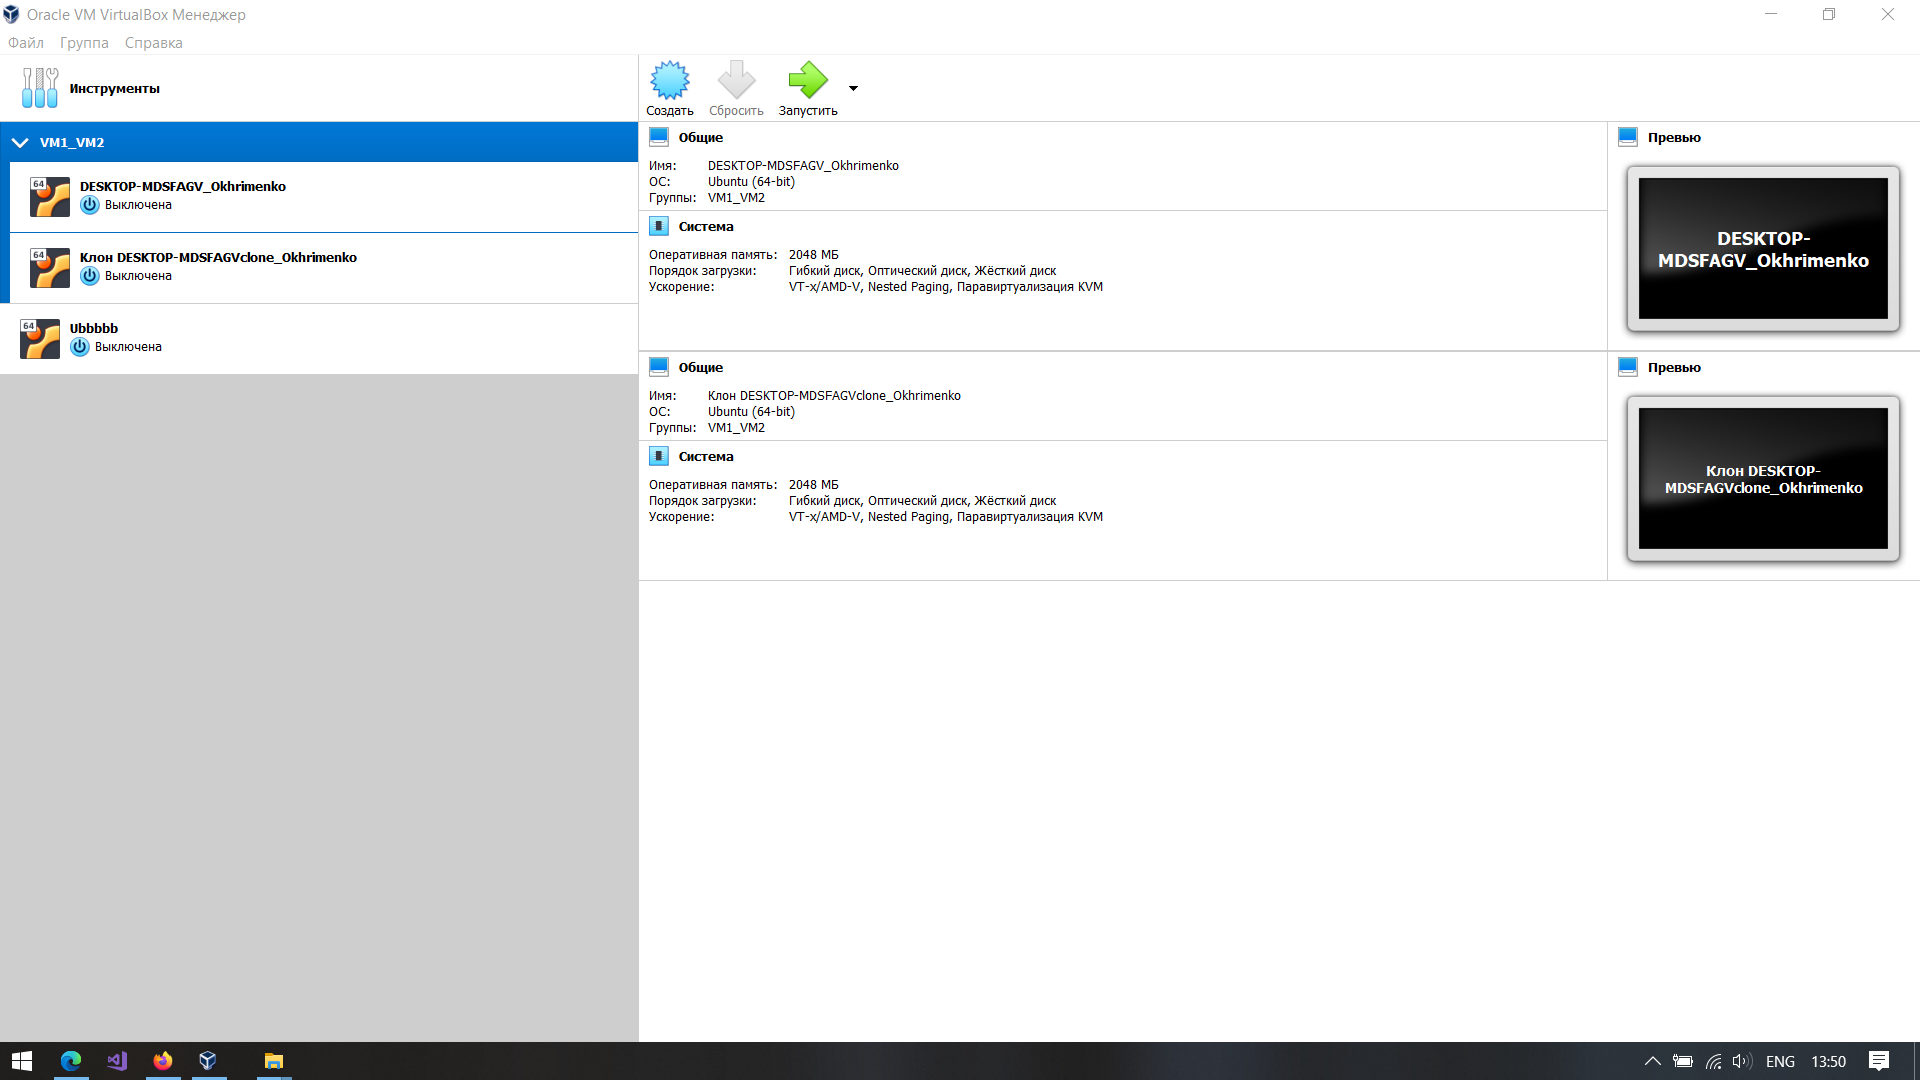 Oracle VM VirtualBox Менеджер
Файл Группа Справка
Инструменты
Создать Сбросить Запустить
VM1_VM2
64
DESKTOP-MDSFAGV_Okhrimenko
Выключена
64
Клон DESKTOP-MDSFAGVclone_Okhrimenko
Выключена
64
Ubbbbb
Выключена
Общие
Имя: DESKTOP-MDSFAGV_Okhrimenko
ОС: Ubuntu (64-bit)
Группы: VM1_VM2
Система
Оперативная память: 2048 МБ
Порядок загрузки: Гибкий диск, Оптический диск, Жёсткий диск
Ускорение: VT-x/AMD-V, Nested Paging, Паравиртуализация KVM
Превью
DESKTOP-
MDSFAGV_Okhrimenko
Общие
Имя: Клон DESKTOP-MDSFAGVclone_Okhrimenko
ОС: Ubuntu (64-bit)
Группы: VM1_VM2
Система
Оперативная память: 2048 МБ
Порядок загрузки: Гибкий диск, Оптический диск, Жёсткий диск
Ускорение: VT-x/AMD-V, Nested Paging, Паравиртуализация KVM
Превью
Клон DESKTOP-
MDSFAGVclone_Okhrimenko
ENG 13:50